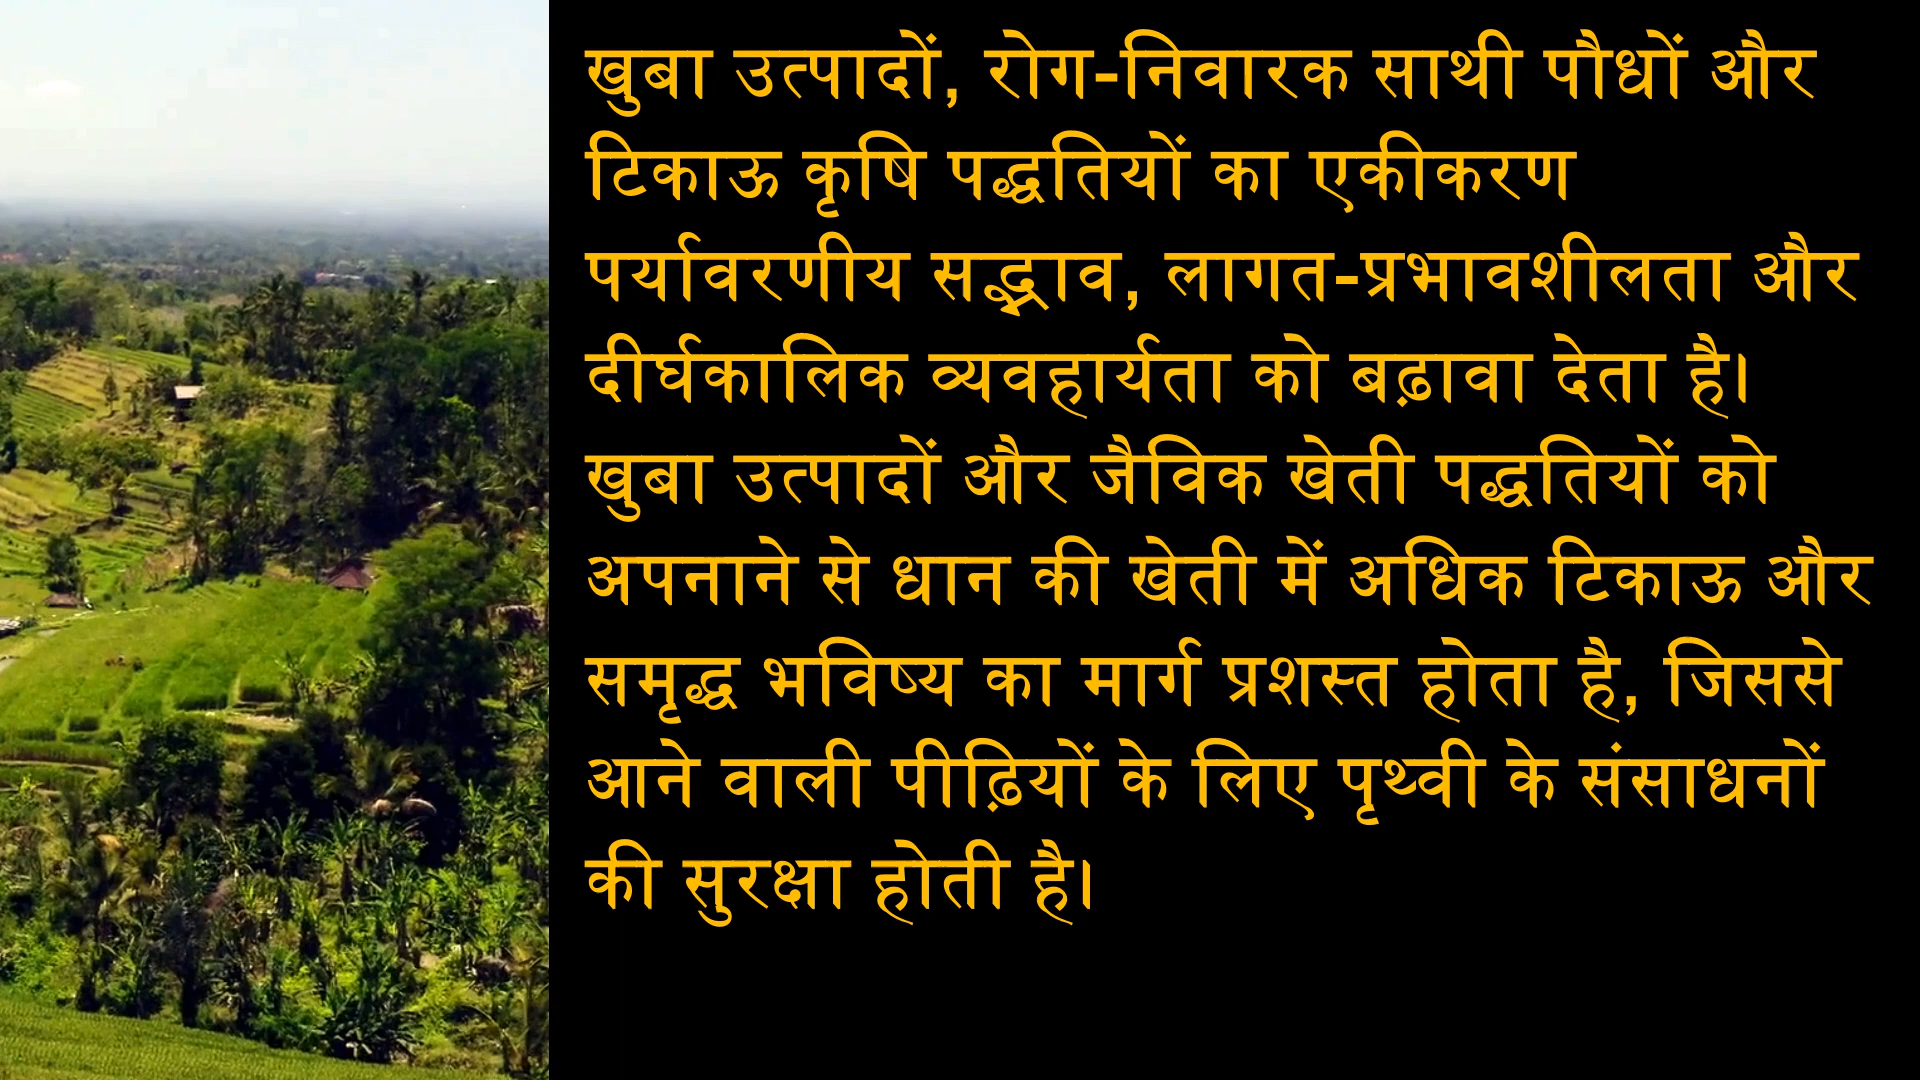 खुबा उत्पादों, रोग-निवारक साथी पौधों और
टिकाऊ कृषि पद्धतियों का एकीकरण
पर्यावरणीय सद्भाव, लागत-प्रभावशीलता और
दीर्घकालिक व्यवहार्यता को बढ़ावा देता है।
खुबा उत्पादों और जैविक खेती पद्धतियों को
अपनाने से धान की खेती में अधिक टिकाऊ और
समृद्ध भविष्य का मार्ग प्रशस्त होता है, जिससे
आने वाली पीढ़ियों के लिए पृथ्वी के संसाधनों
की सुरक्षा होती है।